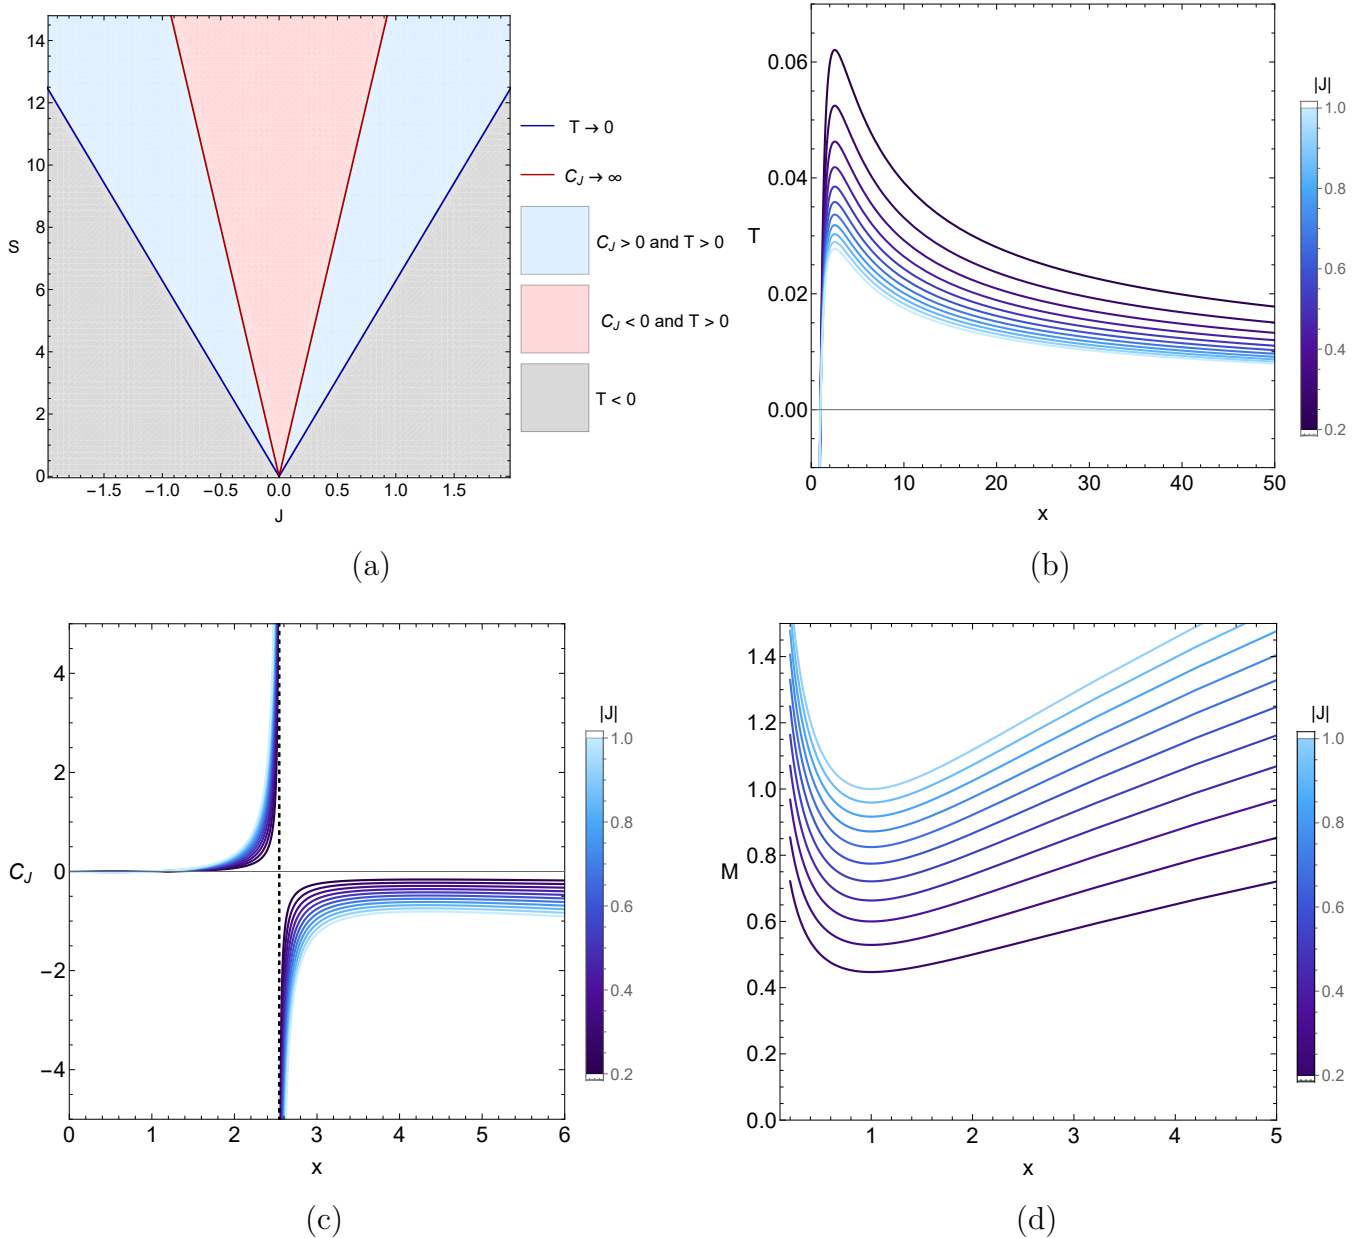 14
12
10
8
6
4
2
0
S
−1.5 −1.0 −0.5 0.0 0.5 1.0 1.5
J
T → 0
C_J → ∞
C_J > 0 and T > 0
C_J < 0 and T > 0
T < 0
(a)
0.06
0.04
0.02
0.00
T
0 10 20 30 40 50
x
|J|
1.0
0.8
0.6
0.4
0.2
(b)
4
2
0
−2
−4
C_J
0 1 2 3 4 5 6
x
|J|
1.0
0.8
0.6
0.4
0.2
(c)
1.4
1.2
1.0
0.8
0.6
0.4
0.2
0.0
M
1 2 3 4 5
x
|J|
1.0
0.8
0.6
0.4
0.2
(d)